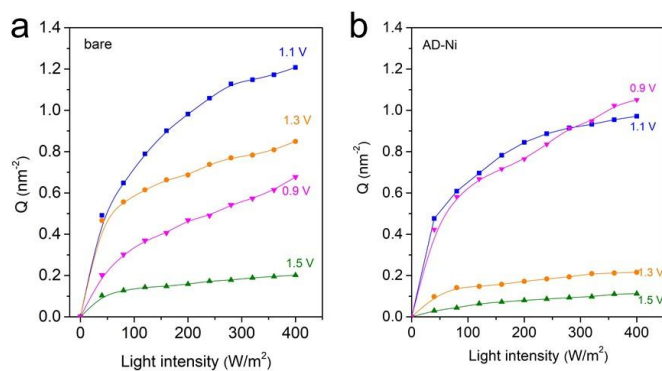 a
bare
1.4
1.2
1.0
0.8
0.6
0.4
0.2
0.0
Q (nm⁻²)
1.1 V
1.3 V
0.9 V
1.5 V
0 100 200 300 400
Light intensity (W/m²)
b
AD-Ni
1.4
1.2
1.0
0.8
0.6
0.4
0.2
0.0
Q (nm⁻²)
0.9 V
1.1 V
1.3 V
1.5 V
0 100 200 300 400
Light intensity (W/m²)